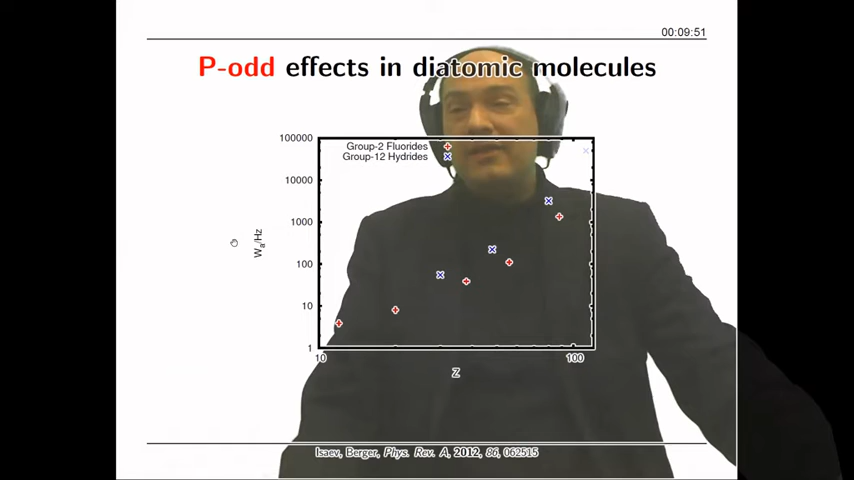 00:09:51
P-odd effects in diatomic molecules
Group-2 Fluorides
Group-12 Hydrides
100000
10000
1000
100
10
1
Wa/Hz
10
100
Z
Isaev, Berger, Phys. Rev. A, 2012, 86, 062515